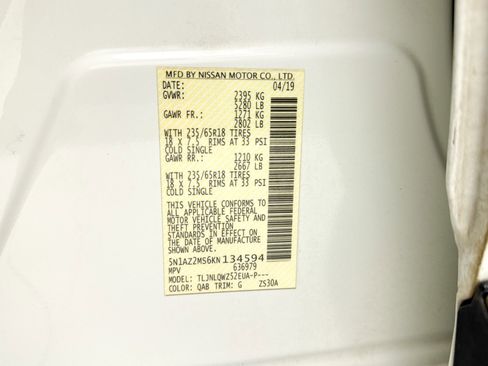 MFD BY NISSAN MOTOR CO., LTD.
DATE: 04/19
GVWR: 2395 KG
5280 LB
GAWR FR.: 1271 KG
2802 LB
WITH 235/65R18 TIRES
18 X 7.5 RIMS AT 33 PSI
COLD SINGLE
GAWR RR.: 1210 KG
2667 LB
WITH 235/65R18 TIRES
18 X 7.5 RIMS AT 33 PSI
COLD SINGLE
THIS VEHICLE CONFORMS TO
ALL APPLICABLE FEDERAL
MOTOR VEHICLE SAFETY AND
THEFT PREVENTION
STANDARDS IN EFFECT ON
THE DATE OF MANUFACTURE
SHOWN ABOVE.
5N1AZ2MS6KN134594
MPV 636979
MODEL: TLJNLQWZ52EUA-P---
COLOR: QAB TRIM: G ZS30A